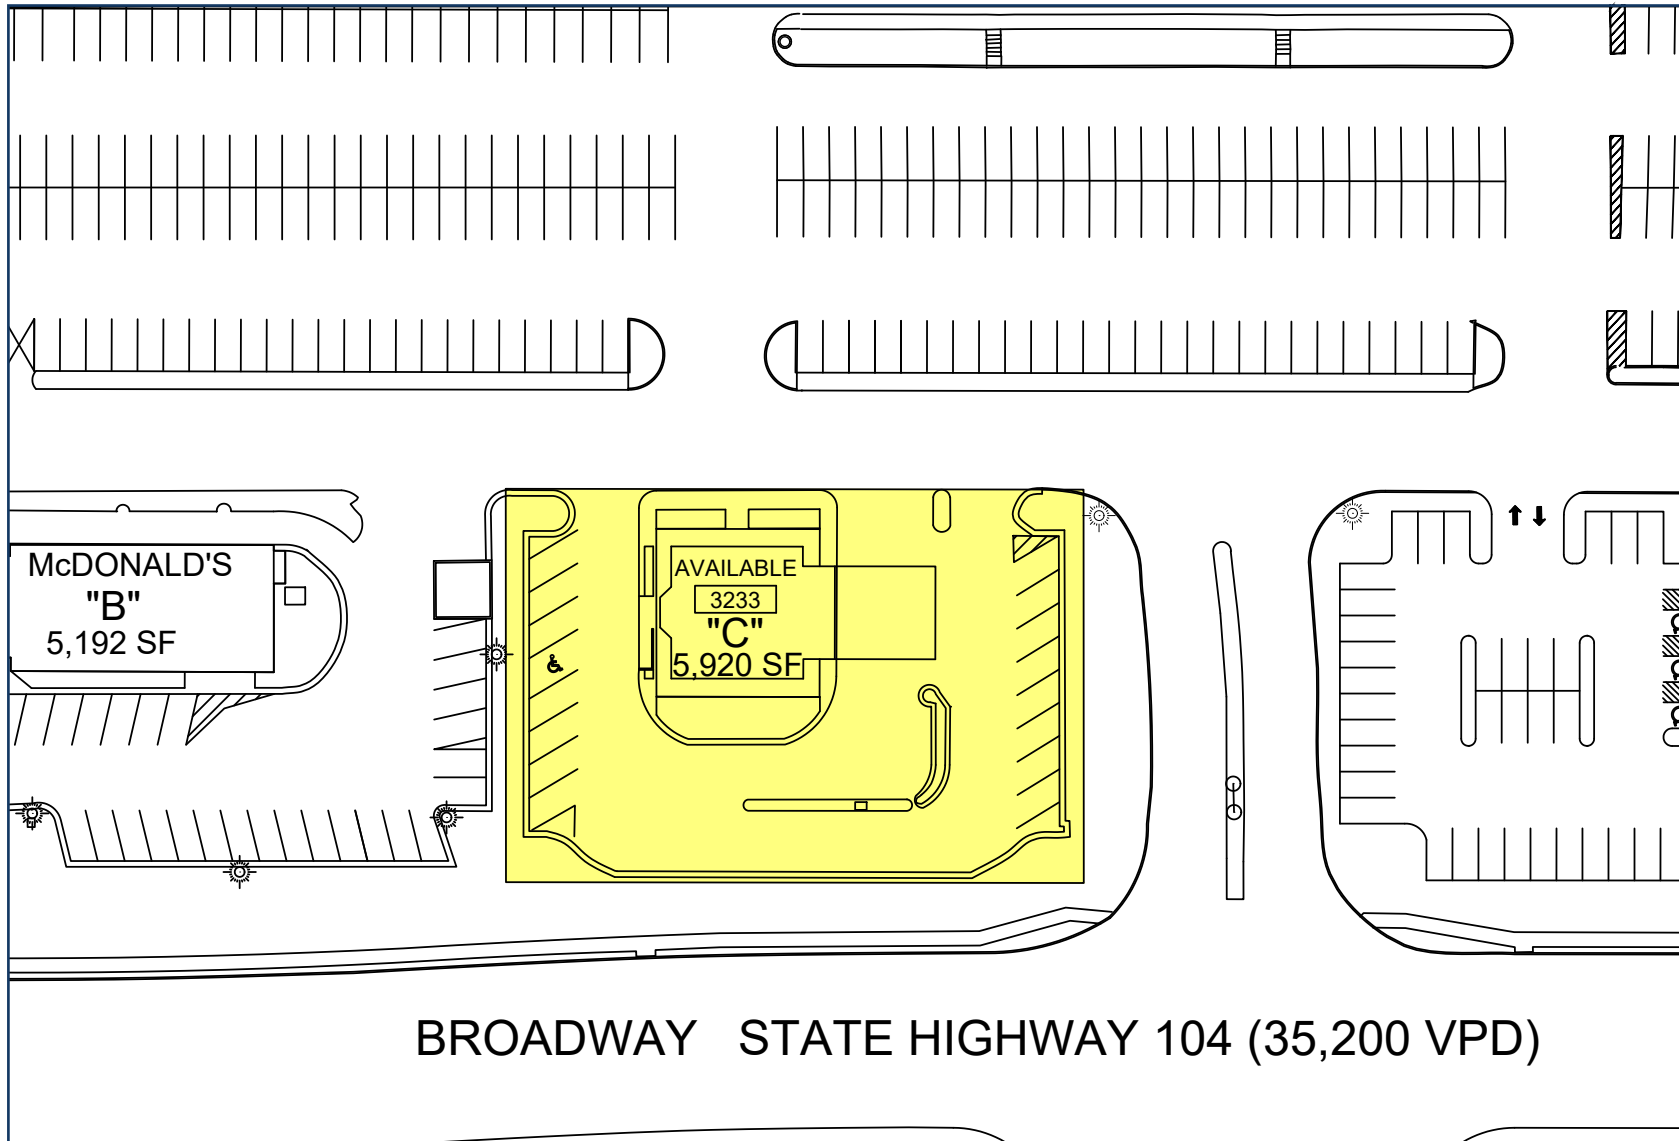 McDONALD'S
"B"
5,192 SF
AVAILABLE
3233
"C"
5,920 SF
BROADWAY STATE HIGHWAY 104 (35,200 VPD)